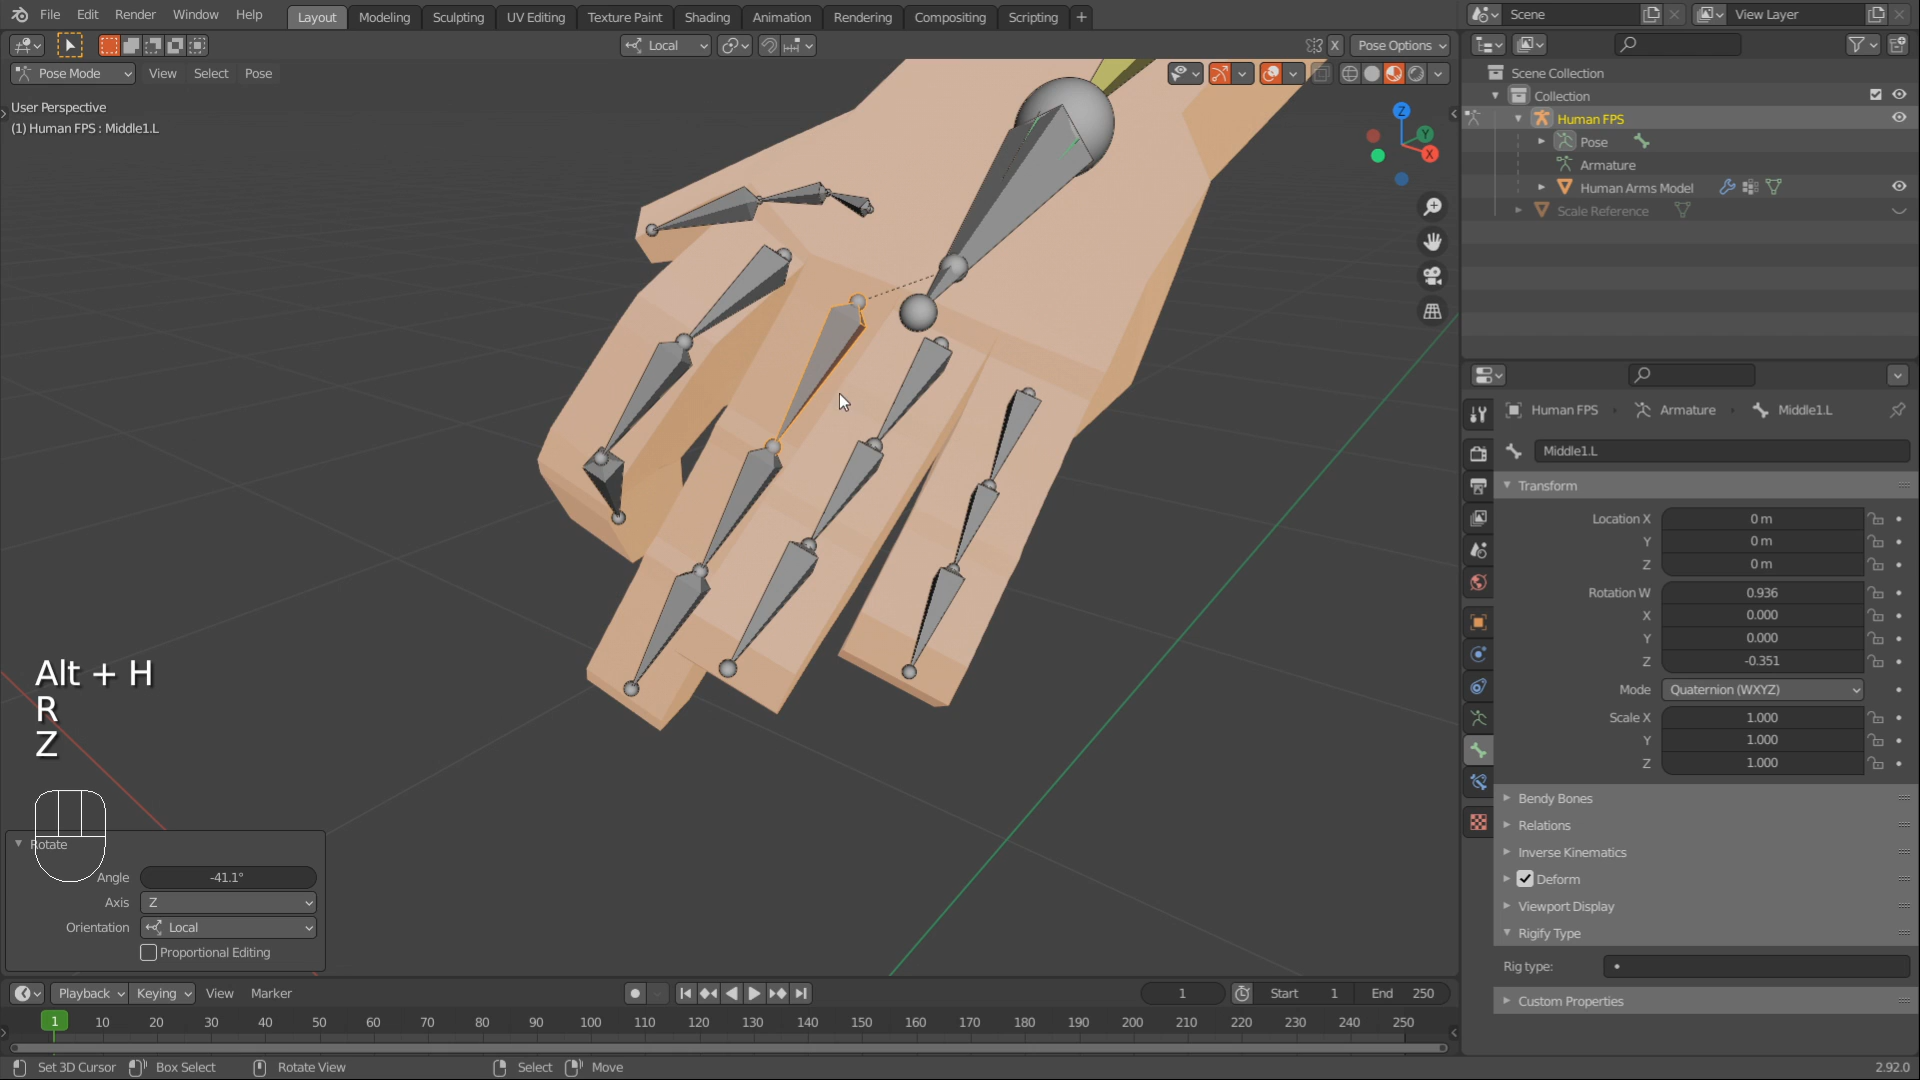 File Edit Render Window Help Layout Modeling Sculpting UV Editing Texture Paint Shading Animation Rendering Compositing Scripting +
Scene View Layer
Local X Pose Options
Pose Mode View Select Pose
User Perspective
(1) Human FPS : Middle1.L
Z
Y
X
Scene Collection
Collection
Human FPS
Pose
Armature
Human Arms Model
Scale Reference
Human FPS Armature Middle1.L
Middle1.L
Transform
Location X 0 m
Y 0 m
Z 0 m
Rotation W 0.936
X 0.000
Y 0.000
Z -0.351
Mode Quaternion (WXYZ)
Scale X 1.000
Y 1.000
Z 1.000
Bendy Bones
Relations
Inverse Kinematics
Deform
Viewport Display
Rigify Type
Rig type:
Custom Properties
Alt + H
R
Z
Rotate
Angle -41.1°
Axis Z
Orientation Local
Proportional Editing
Playback Keying View Marker 1 Start 1 End 250
1 10 20 30 40 50 60 70 80 90 100 110 120 130 140 150 160 170 180 190 200 210 220 230 240 250
Set 3D Cursor Box Select Rotate View Select Move 2.92.0